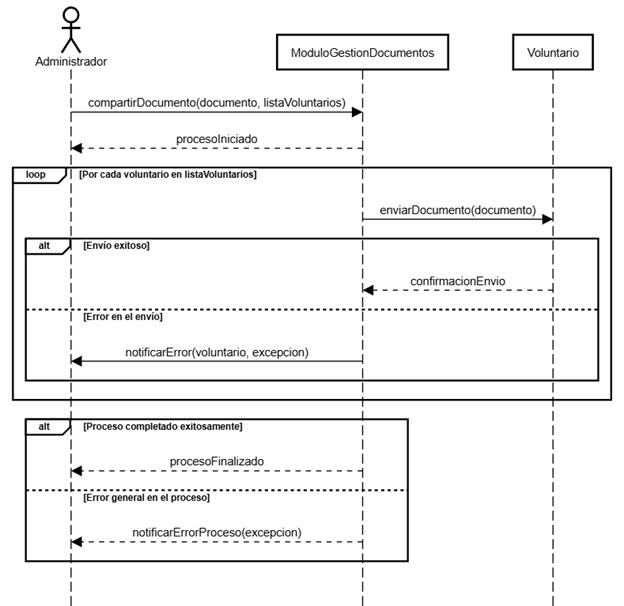 Administrador
ModuloGestionDocumentos
Voluntario
compartirDocumento(documento, listaVoluntarios)
procesoIniciado
loop [Por cada voluntario en listaVoluntarios]
enviarDocumento(documento)
alt [Envío exitoso]
confirmacionEnvio
[Error en el envío]
notificarError(voluntario, excepcion)
alt [Proceso completado exitosamente]
procesoFinalizado
[Error general en el proceso]
notificarErrorProceso(excepcion)